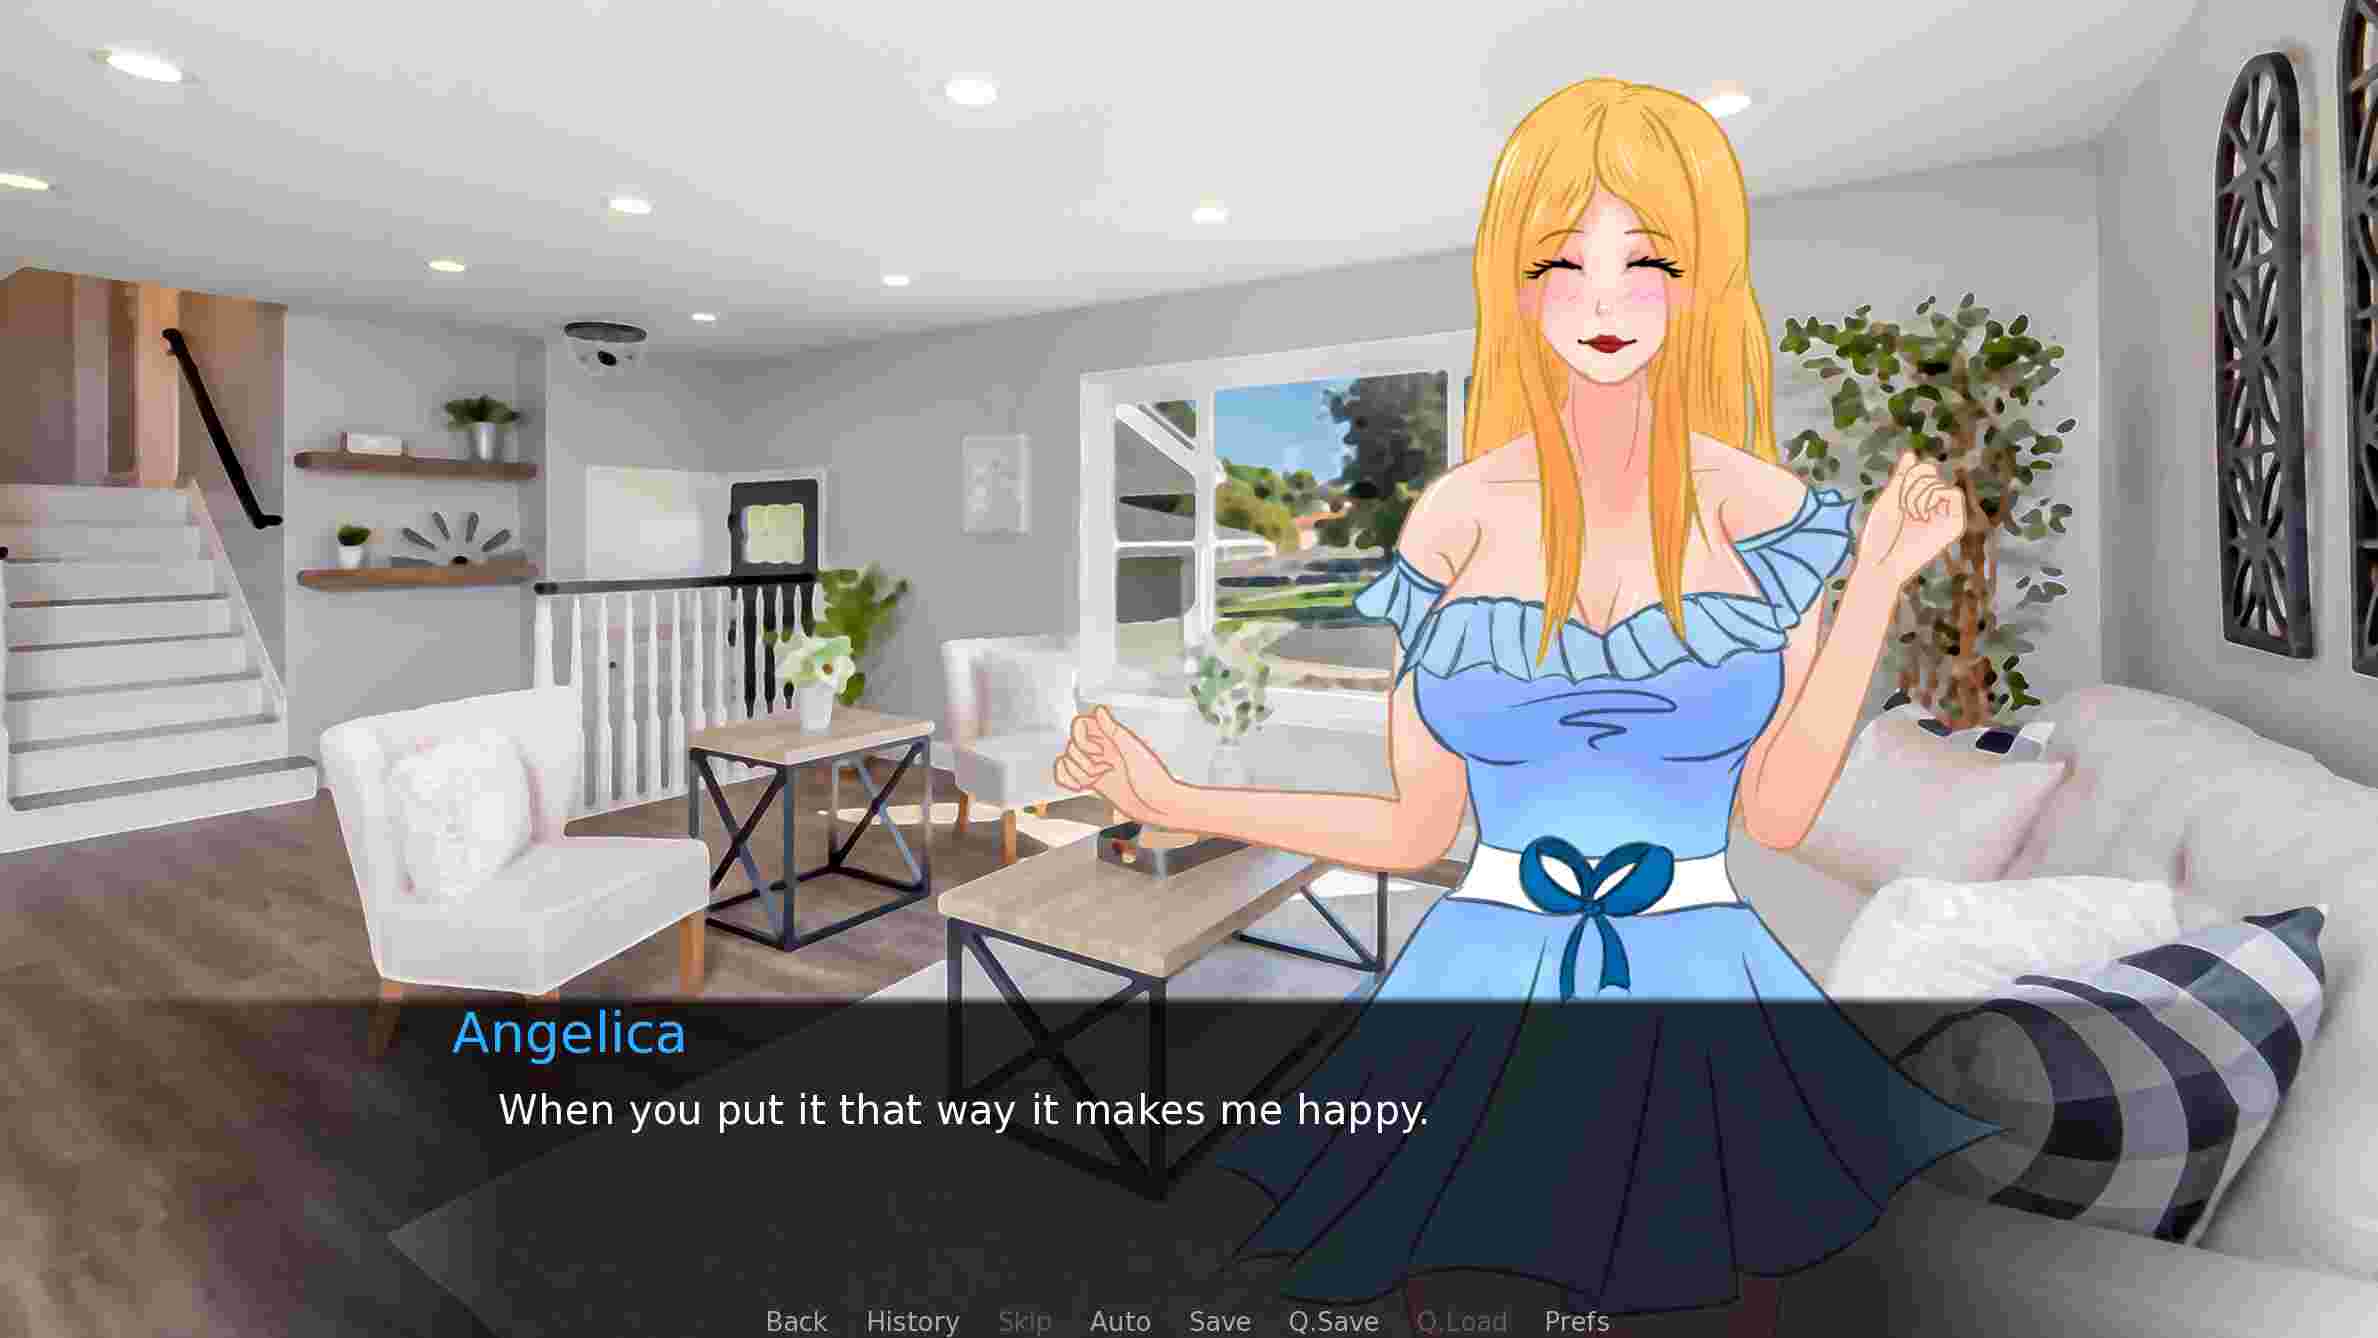 Angelica
When you put it that way it makes me happy.
Back History Skip Auto Save Q.Save Q.Load Prefs